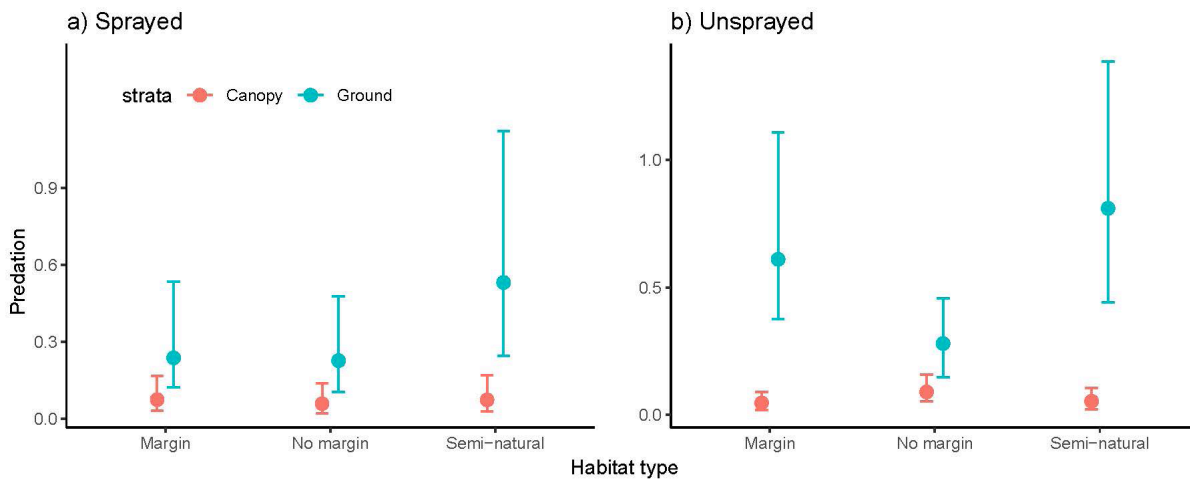 a) Sprayed
strata Canopy Ground
Predation
0.9
0.6
0.3
0.0
Margin No margin Semi-natural
b) Unsprayed
1.0
0.5
0.0
Margin No margin Semi-natural
Habitat type